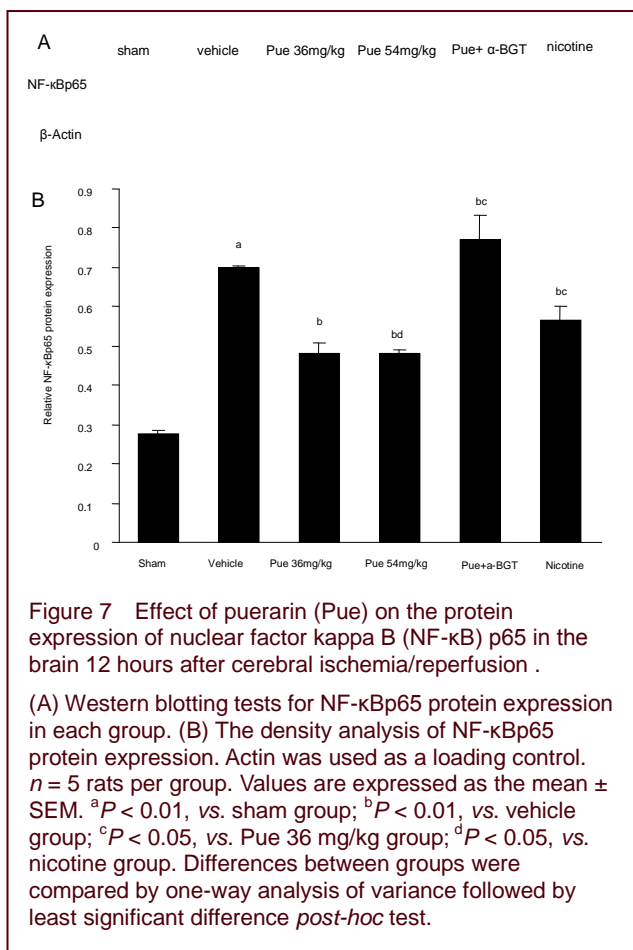 A
sham vehicle Pue 36mg/kg Pue 54mg/kg Pue+ α-BGT nicotine
NF-κBp65
β-Actin
B
Relative NF-κBp65 protein expression
0.9
0.8
0.7
0.6
0.5
0.4
0.3
0.2
0.1
0
a
b
bd
bc
bc
Sham Vehicle Pue 36mg/kg Pue 54mg/kg Pue+a-BGT Nicotine
Figure 7 Effect of puerarin (Pue) on the protein
expression of nuclear factor kappa B (NF-κB) p65 in the
brain 12 hours after cerebral ischemia/reperfusion .
(A) Western blotting tests for NF-κBp65 protein expression
in each group. (B) The density analysis of NF-κBp65
protein expression. Actin was used as a loading control.
n = 5 rats per group. Values are expressed as the mean ±
SEM. aP < 0.01, vs. sham group; bP < 0.01, vs. vehicle
group; cP < 0.05, vs. Pue 36 mg/kg group; dP < 0.05, vs.
nicotine group. Differences between groups were
compared by one-way analysis of variance followed by
least significant difference post-hoc test.